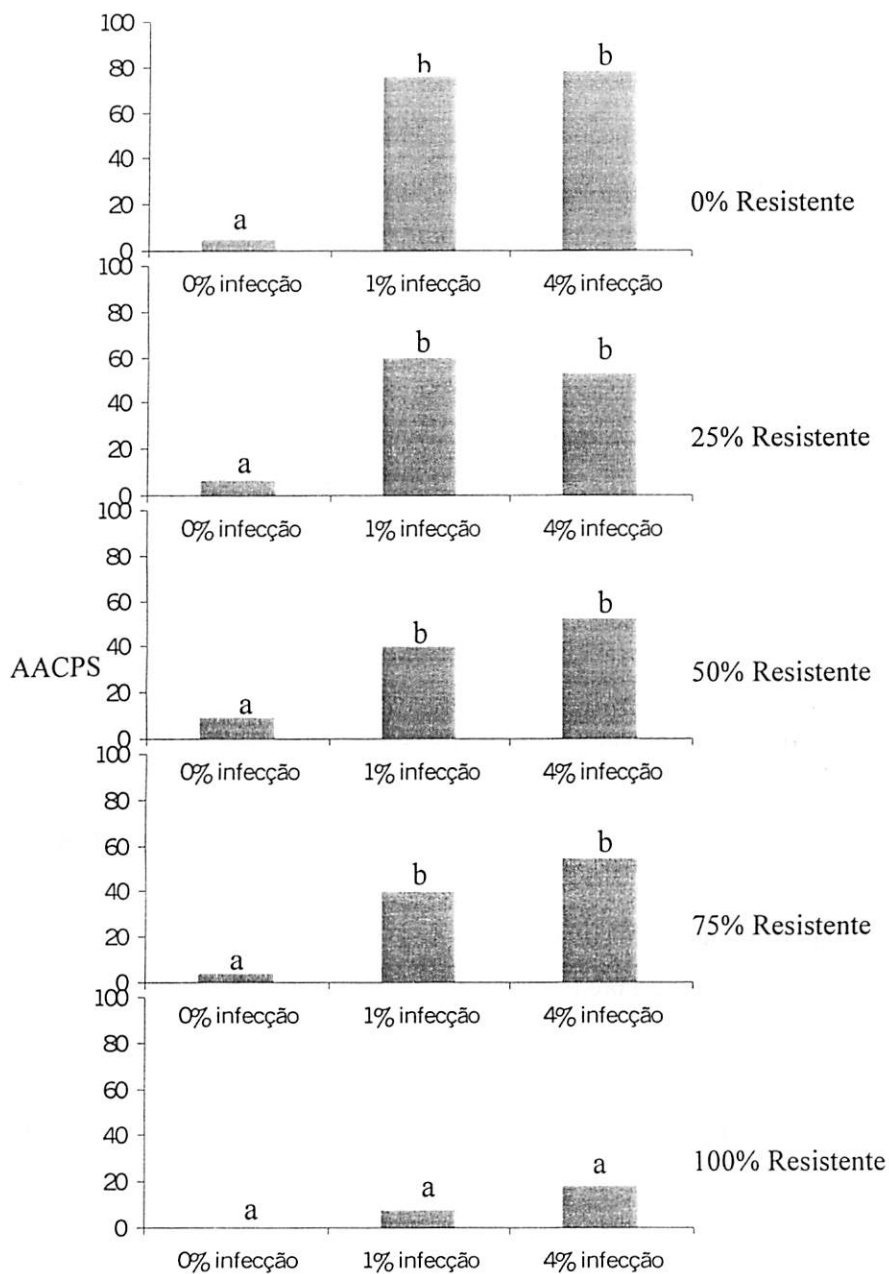 100
80
60
40
20
0
a
b
b
0% infecção
1% infecção
4% infecção
0% Resistente
100
80
60
40
20
0
a
b
b
0% infecção
1% infecção
4% infecção
25% Resistente
100
80
60
40
20
0
a
b
b
0% infecção
1% infecção
4% infecção
50% Resistente
AACPS
100
80
60
40
20
0
a
b
b
0% infecção
1% infecção
4% infecção
75% Resistente
100
80
60
40
20
0
a
a
a
0% infecção
1% infecção
4% infecção
100% Resistente